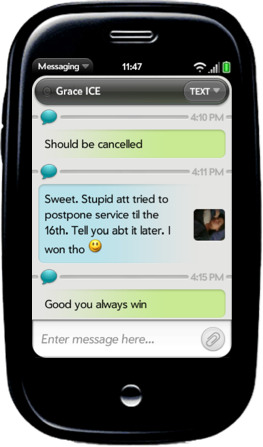 Messaging
11:47
Grace ICE
TEXT
4:10 PM
Should be cancelled
4:11 PM
Sweet. Stupid att tried to
postpone service til the
16th. Tell you abt it later. I
won tho
4:15 PM
Good you always win
Enter message here...